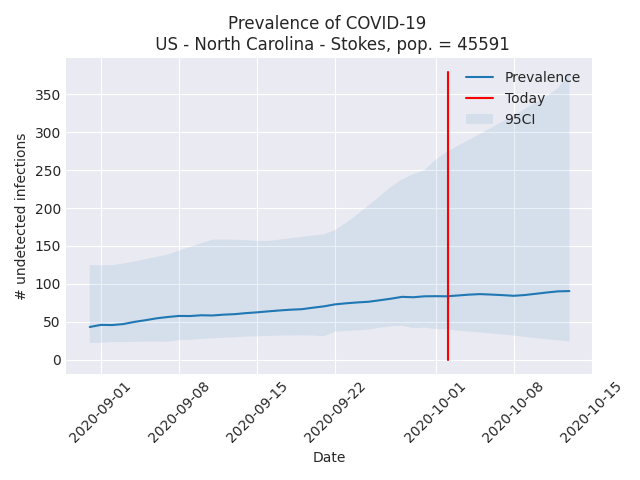 Prevalence of COVID-19
US - North Carolina - Stokes, pop. = 45591
Prevalence
Today
95CI
# undetected infections
350
300
250
200
150
100
50
0
2020-09-01
2020-09-08
2020-09-15
2020-09-22
2020-10-01
2020-10-08
2020-10-15
Date